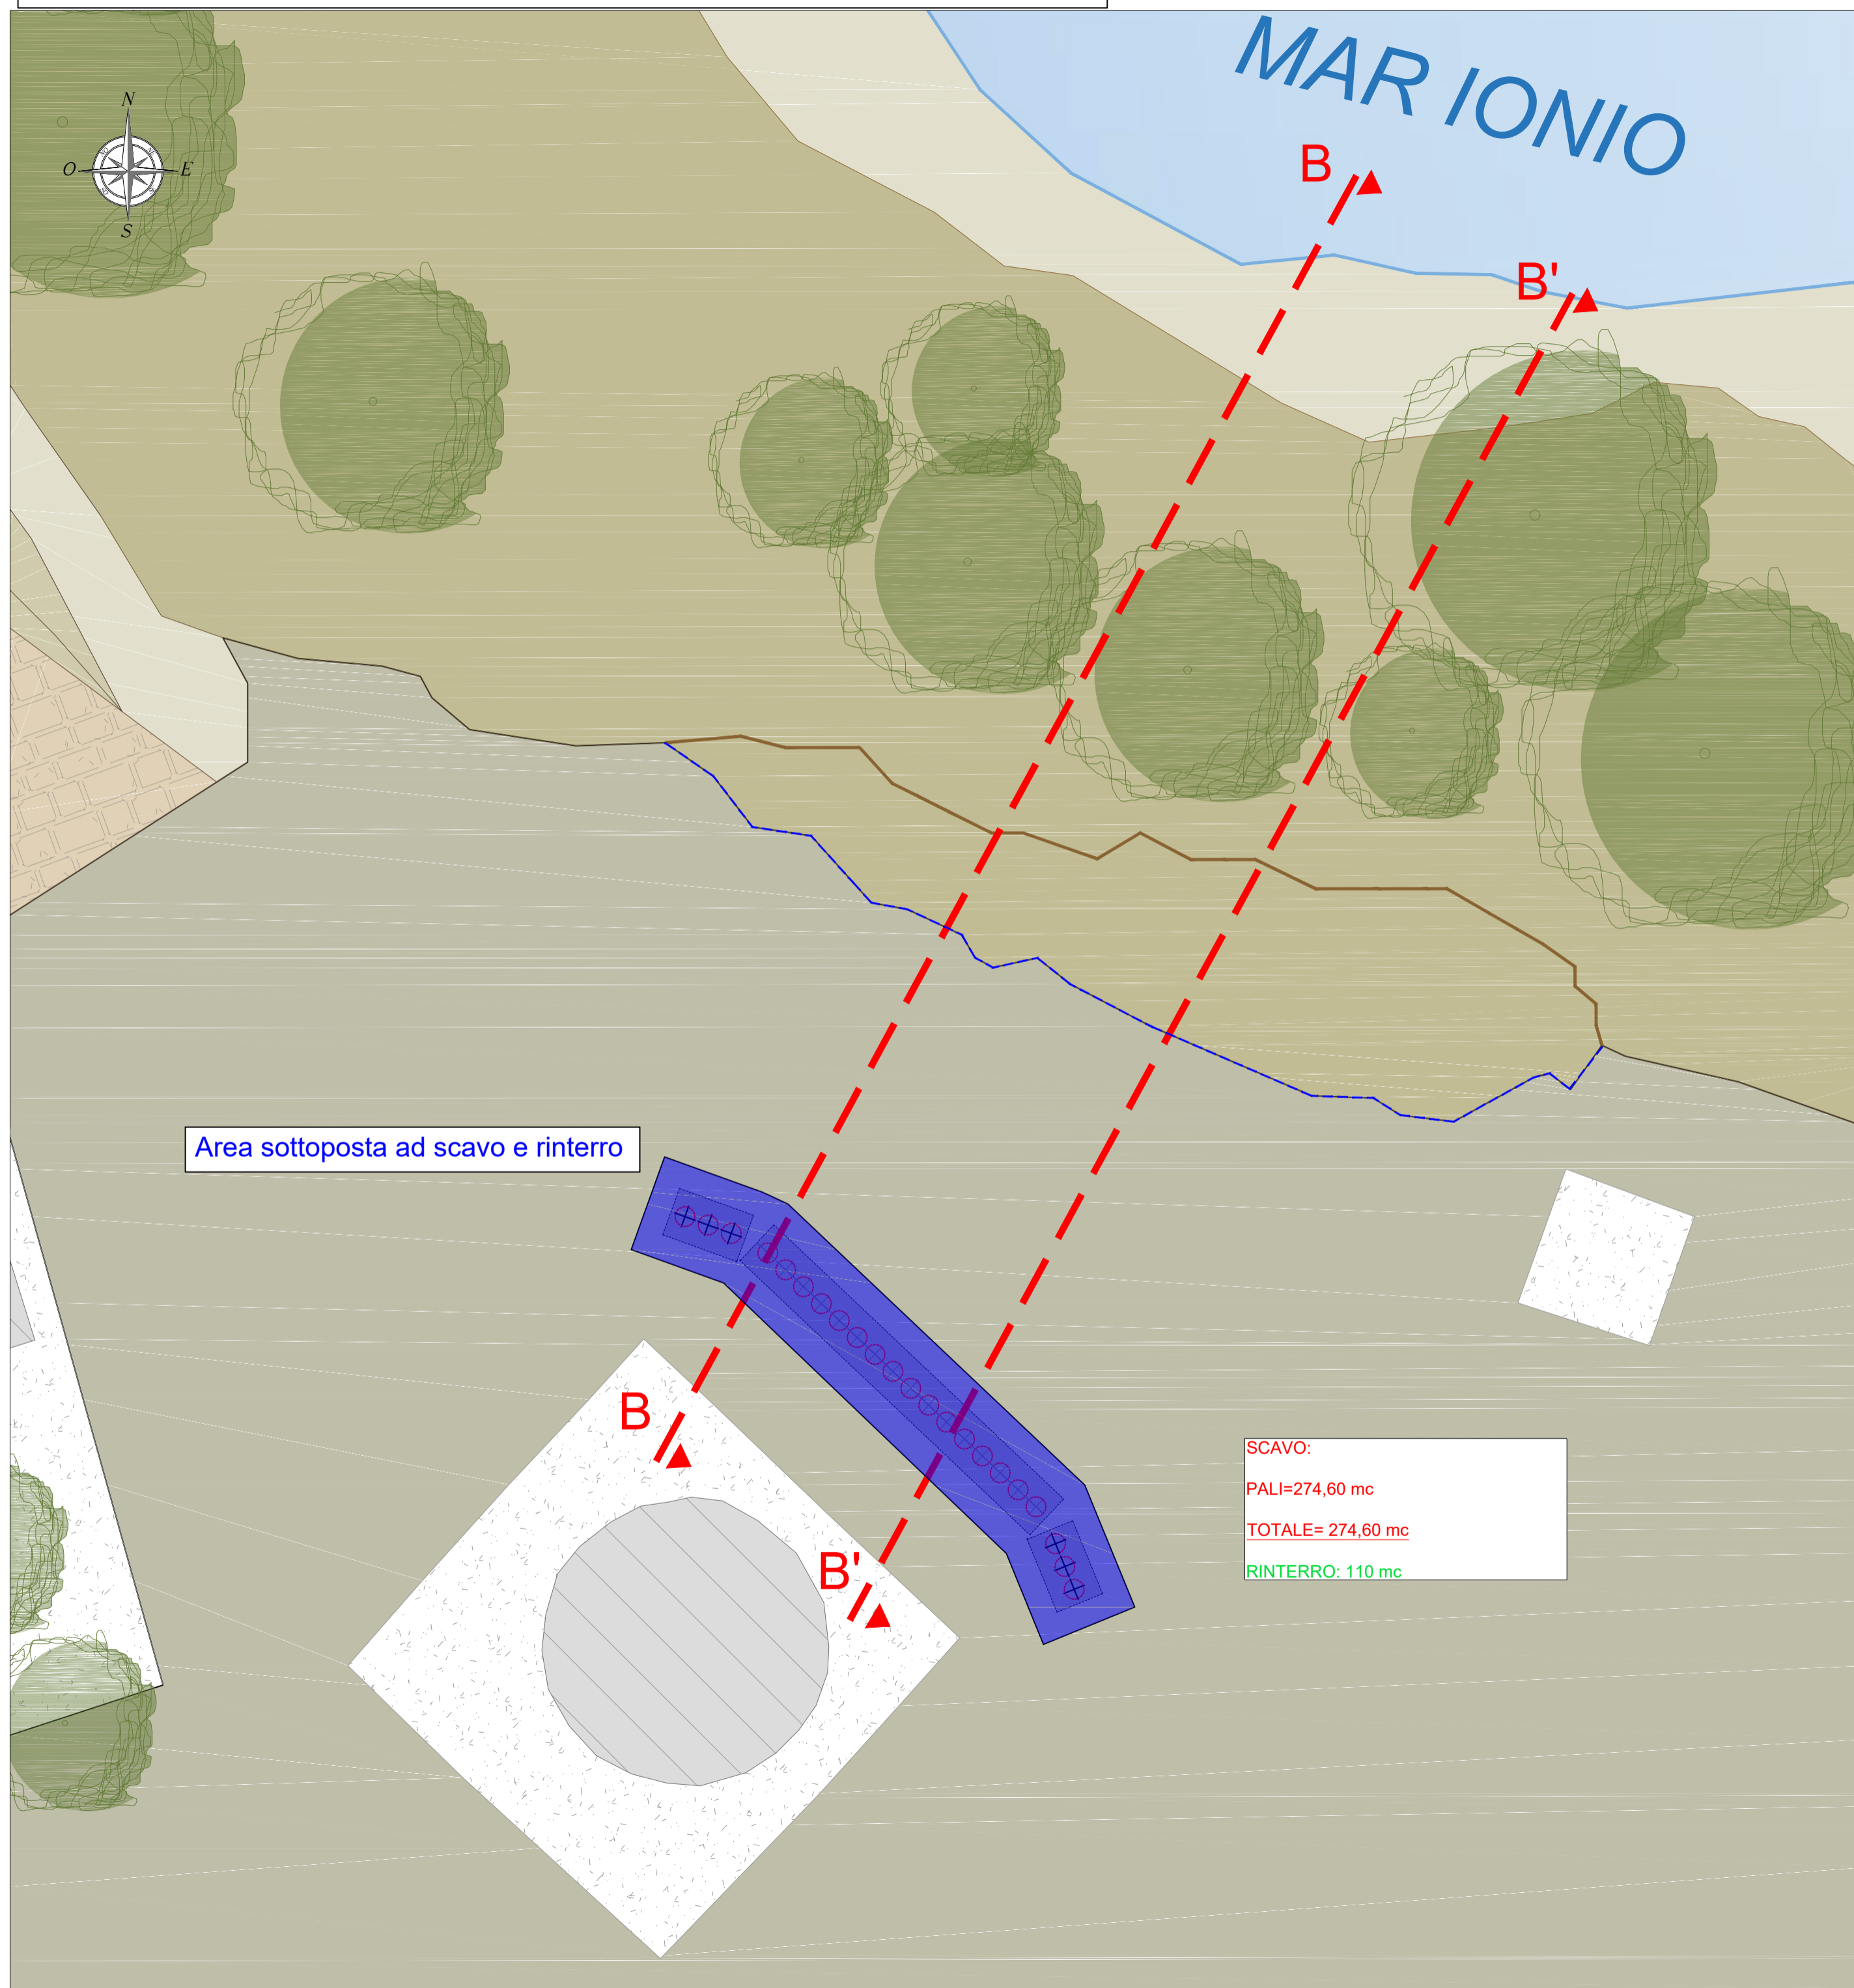 MAR IONIO
N
O
E
S
B
B'
Area sottoposta ad scavo e rinterro
B
B'
SCAVO:
PALI=274,60 mc
TOTALE= 274,60 mc
RINTERRO: 110 mc